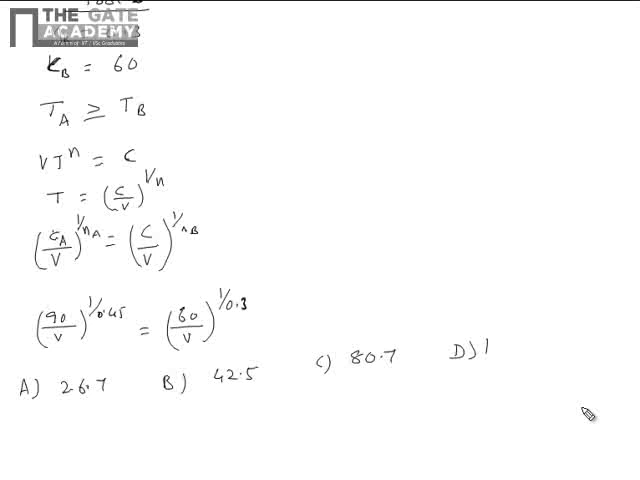 THE GATE
ACADEMY
K_B = 60
T_A ≥ T_B
VT^n = C
T = (C/V)^{1/n}
(C_A/V)^{1/n_A} = (C/V)^{1/n_B}
(90/V)^{1/0.45} = (60/V)^{1/0.3}
A) 26.7 B) 42.5 C) 80.7 D) 1